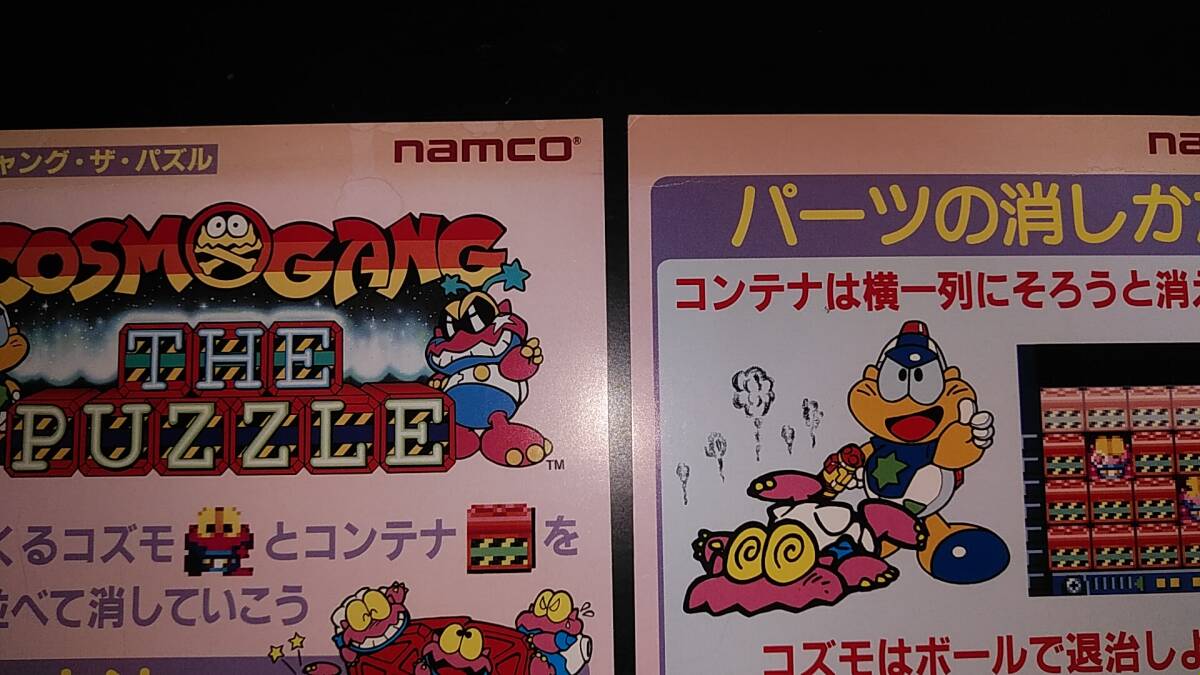 ャング・ザ・パズル
namco®
COSMOGANG
THE
PUZZLE
TM
くるコズモとコンテナを
並べて消していこう
na
パーツの消しかた
コンテナは横一列にそろうと消え
コズモはボールで退治しよ